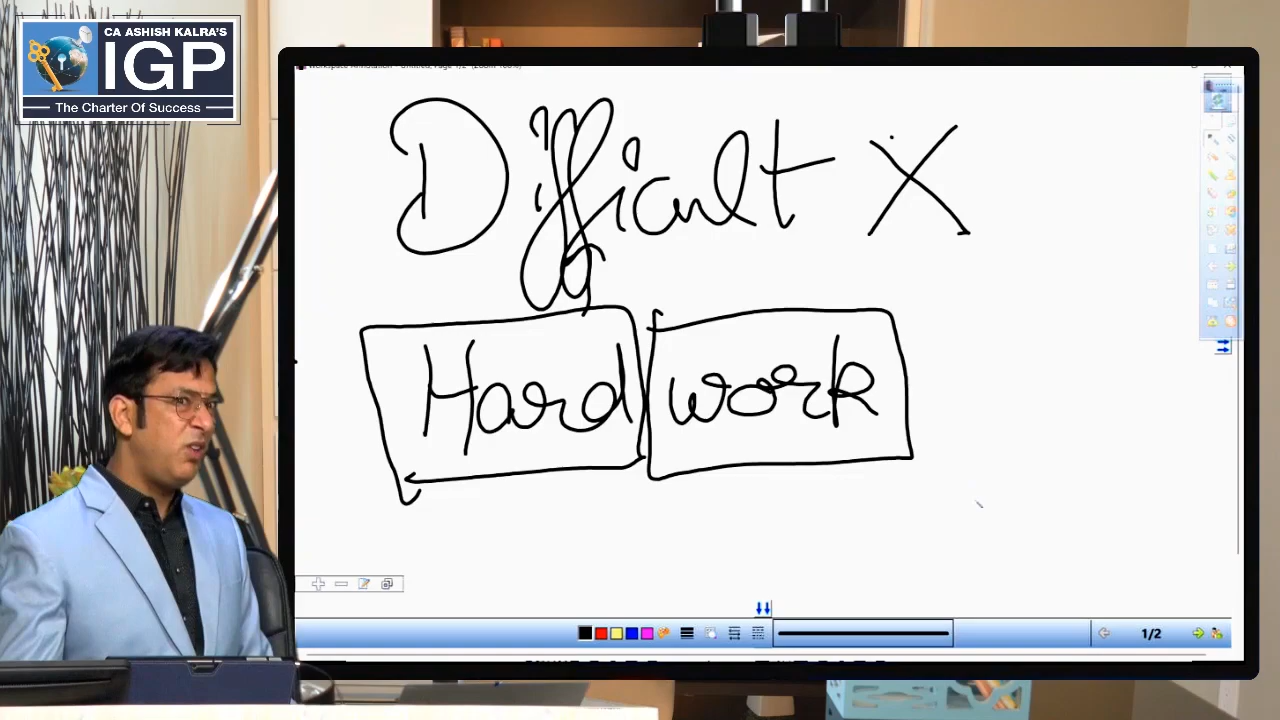 CA ASHISH KALRA'S
IGP
The Charter Of Success
Difficult X
Hard work
1/2